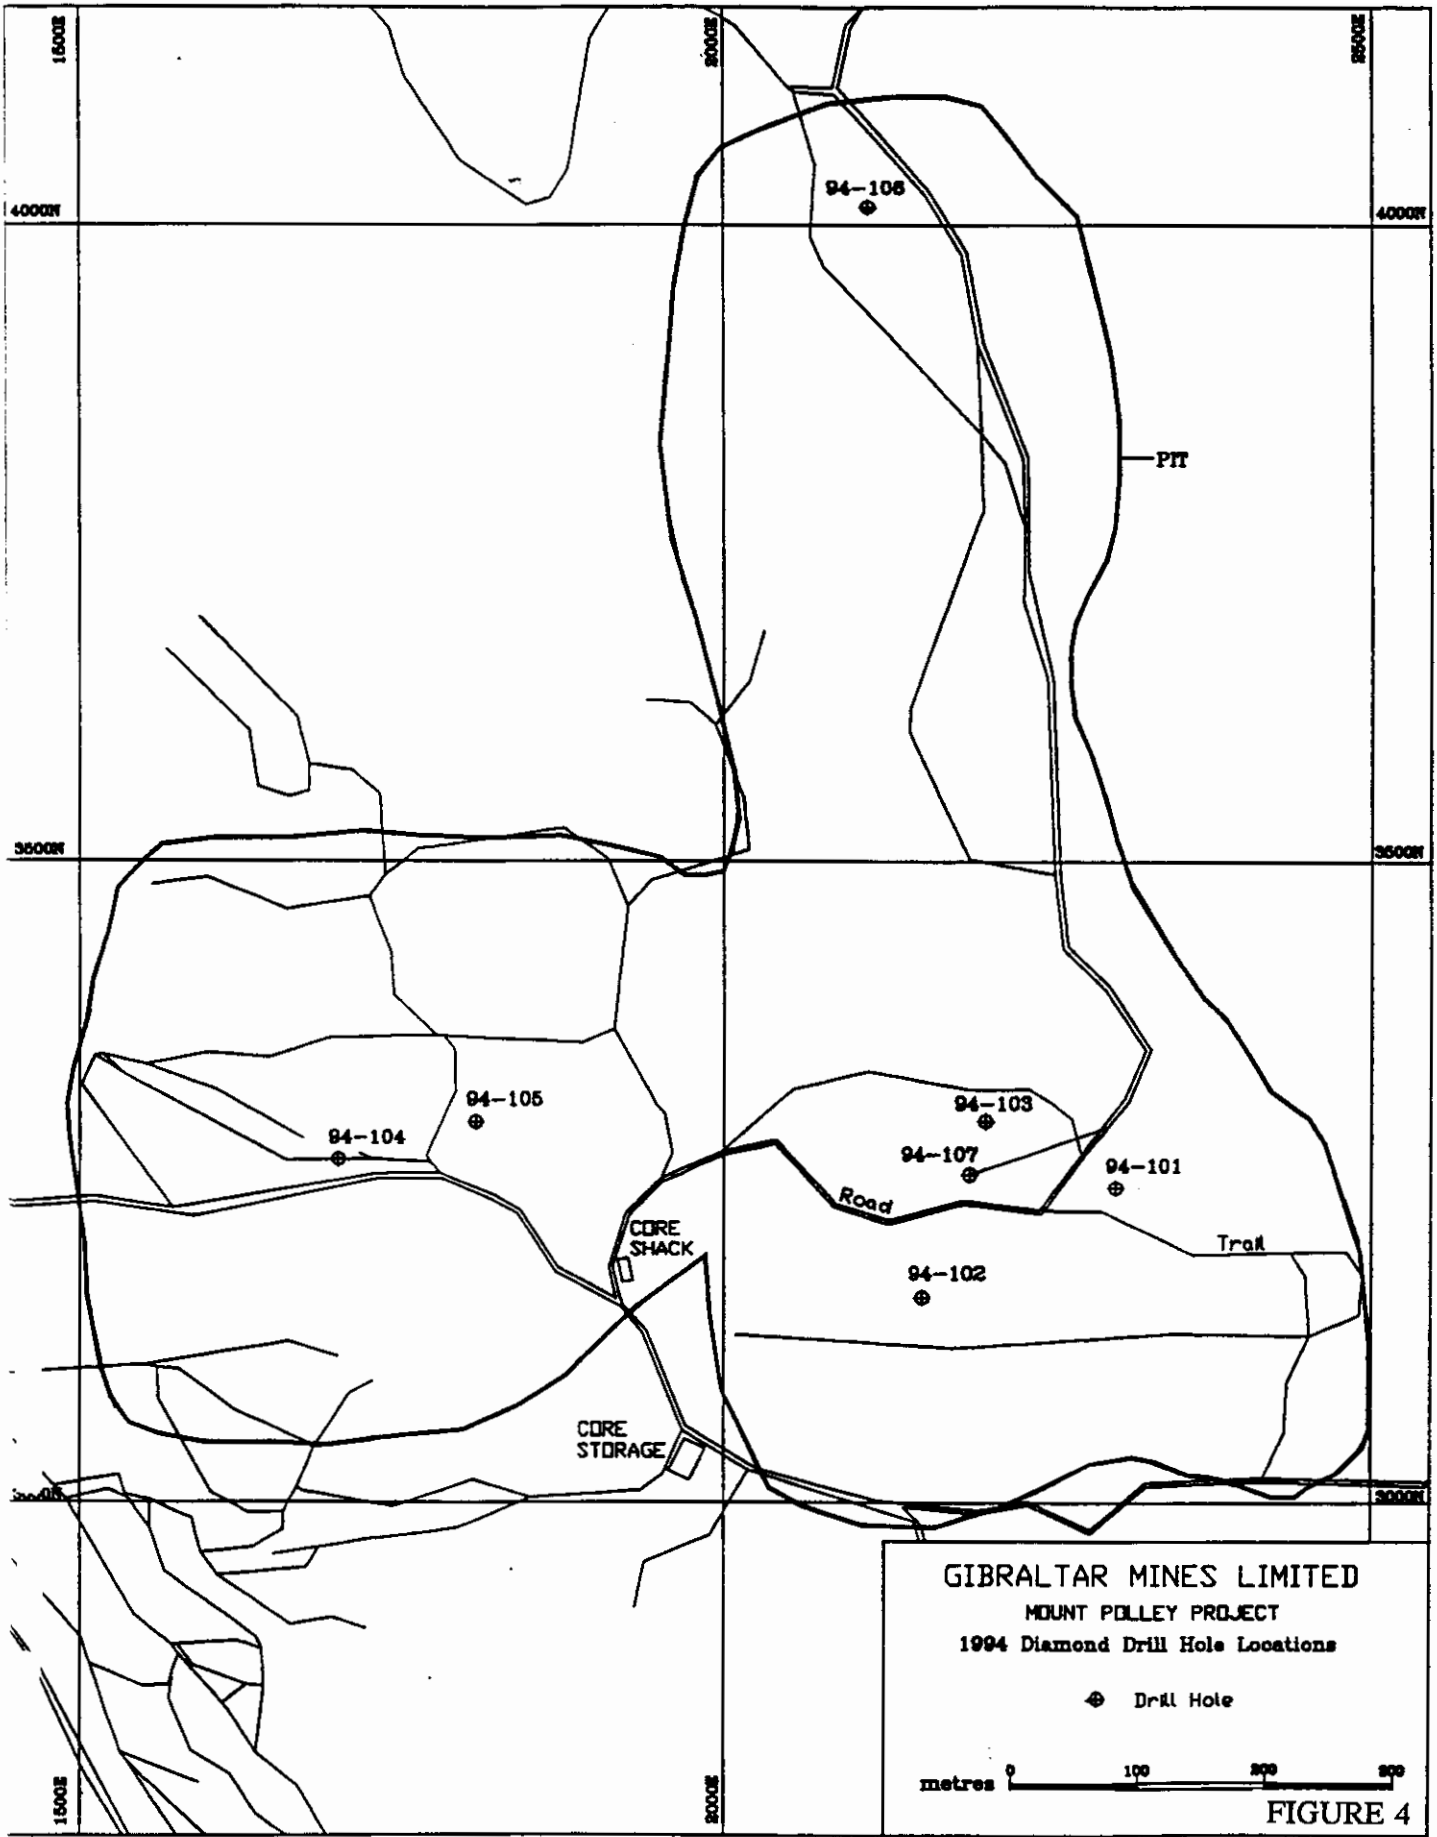 1500E
2000E
2500E
94-106
4000N
4000N
PIT
3500N
3500N
94-105
94-103
94-104
94-107
94-101
Road
CORE
SHACK
Trail
94-102
CORE
STORAGE
3000N
GIBRALTAR MINES LIMITED
MOUNT POLLEY PROJECT
1994 Diamond Drill Hole Locations
Drill Hole
1500E
2000E
metres 0 100 200 300
FIGURE 4